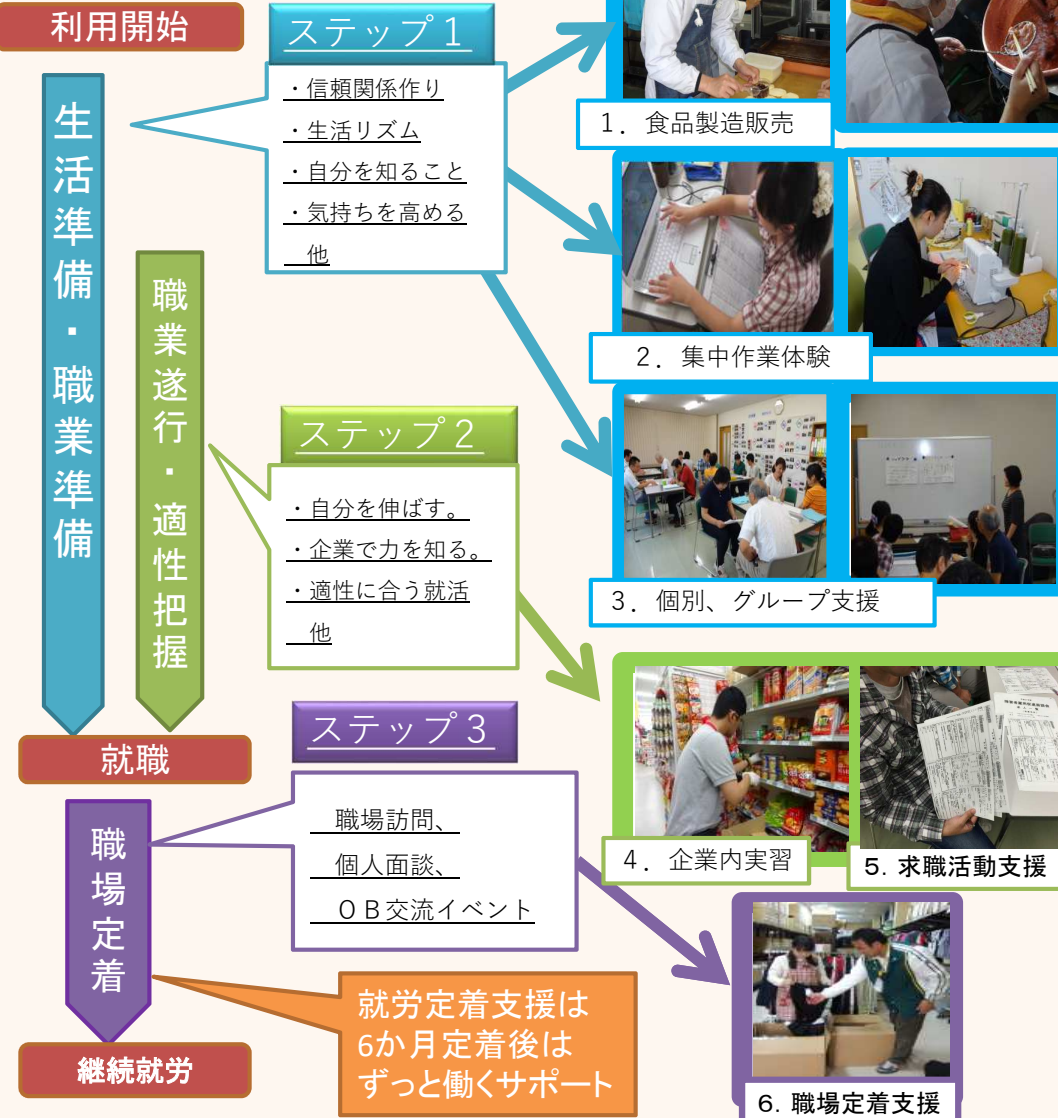 利用開始
生活準備・職業準備
職業遂行・適性把握
ステップ１
・信頼関係作り
・生活リズム
・自分を知ること
・気持ちを高める
他
1．食品製造販売
2．集中作業体験
3．個別、グループ支援
ステップ２
・自分を伸ばす。
・企業で力を知る。
・適性に合う就活
他
4．企業内実習
5. 求職活動支援
就職
職場定着
ステップ３
職場訪問、
個人面談、
ＯＢ交流イベント
6. 職場定着支援
就労定着支援は
6か月定着後は
ずっと働くサポート
継続就労